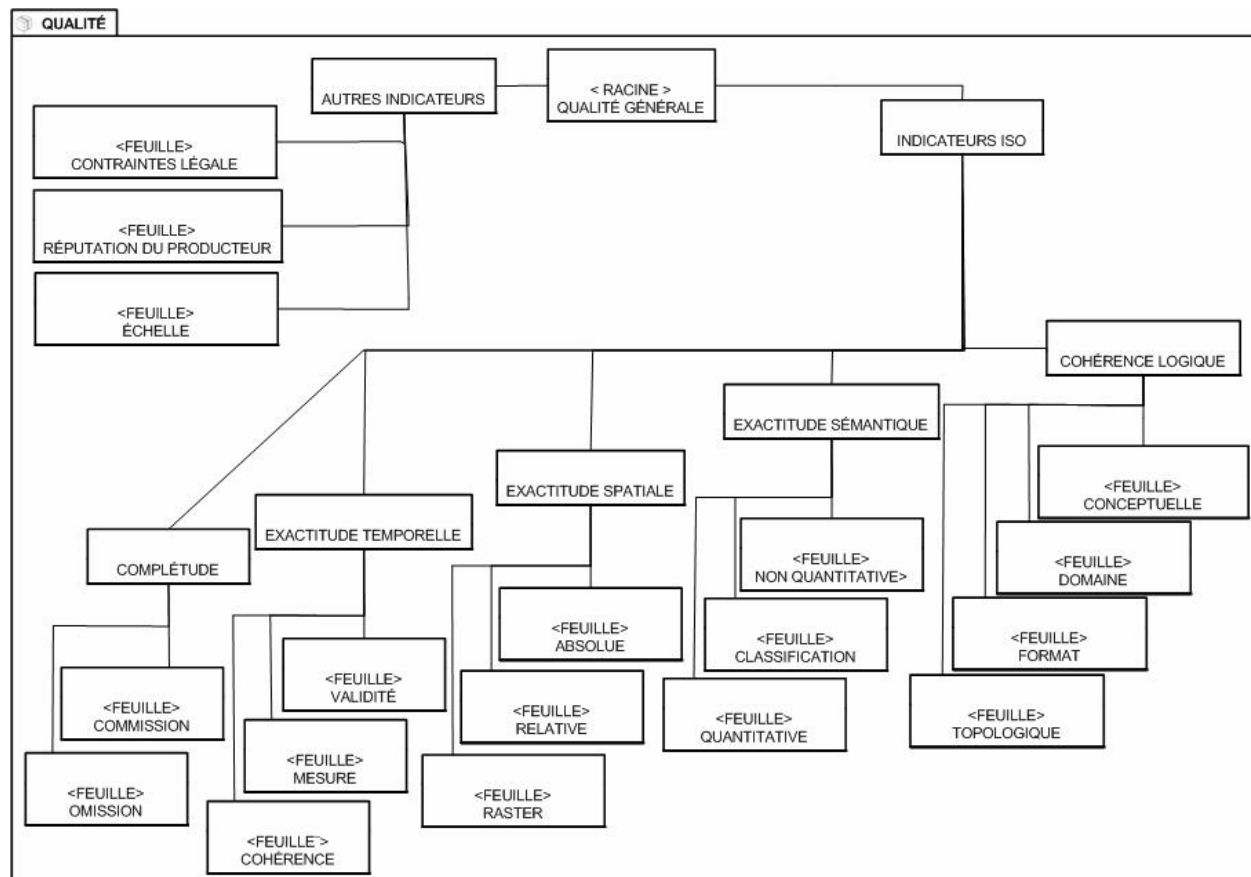 QUALITÉ
< RACINE >
QUALITÉ GÉNÉRALE
AUTRES INDICATEURS
<FEUILLE>
CONTRAINTES LÉGALE
<FEUILLE>
RÉPUTATION DU PRODUCTEUR
<FEUILLE>
ÉCHELLE
INDICATEURS ISO
COMPLÉTUDE
<FEUILLE>
COMMISSION
<FEUILLE>
OMISSION
EXACTITUDE TEMPORELLE
<FEUILLE>
VALIDITÉ
<FEUILLE>
MESURE
<FEUILLE>
COHÉRENCE
EXACTITUDE SPATIALE
<FEUILLE>
ABSOLUE
<FEUILLE>
RELATIVE
<FEUILLE>
RASTER
EXACTITUDE SÉMANTIQUE
<FEUILLE>
NON QUANTITATIVE>
<FEUILLE>
CLASSIFICATION
<FEUILLE>
QUANTITATIVE
COHÉRENCE LOGIQUE
<FEUILLE>
CONCEPTUELLE
<FEUILLE>
DOMAINE
<FEUILLE>
FORMAT
<FEUILLE>
TOPOLOGIQUE